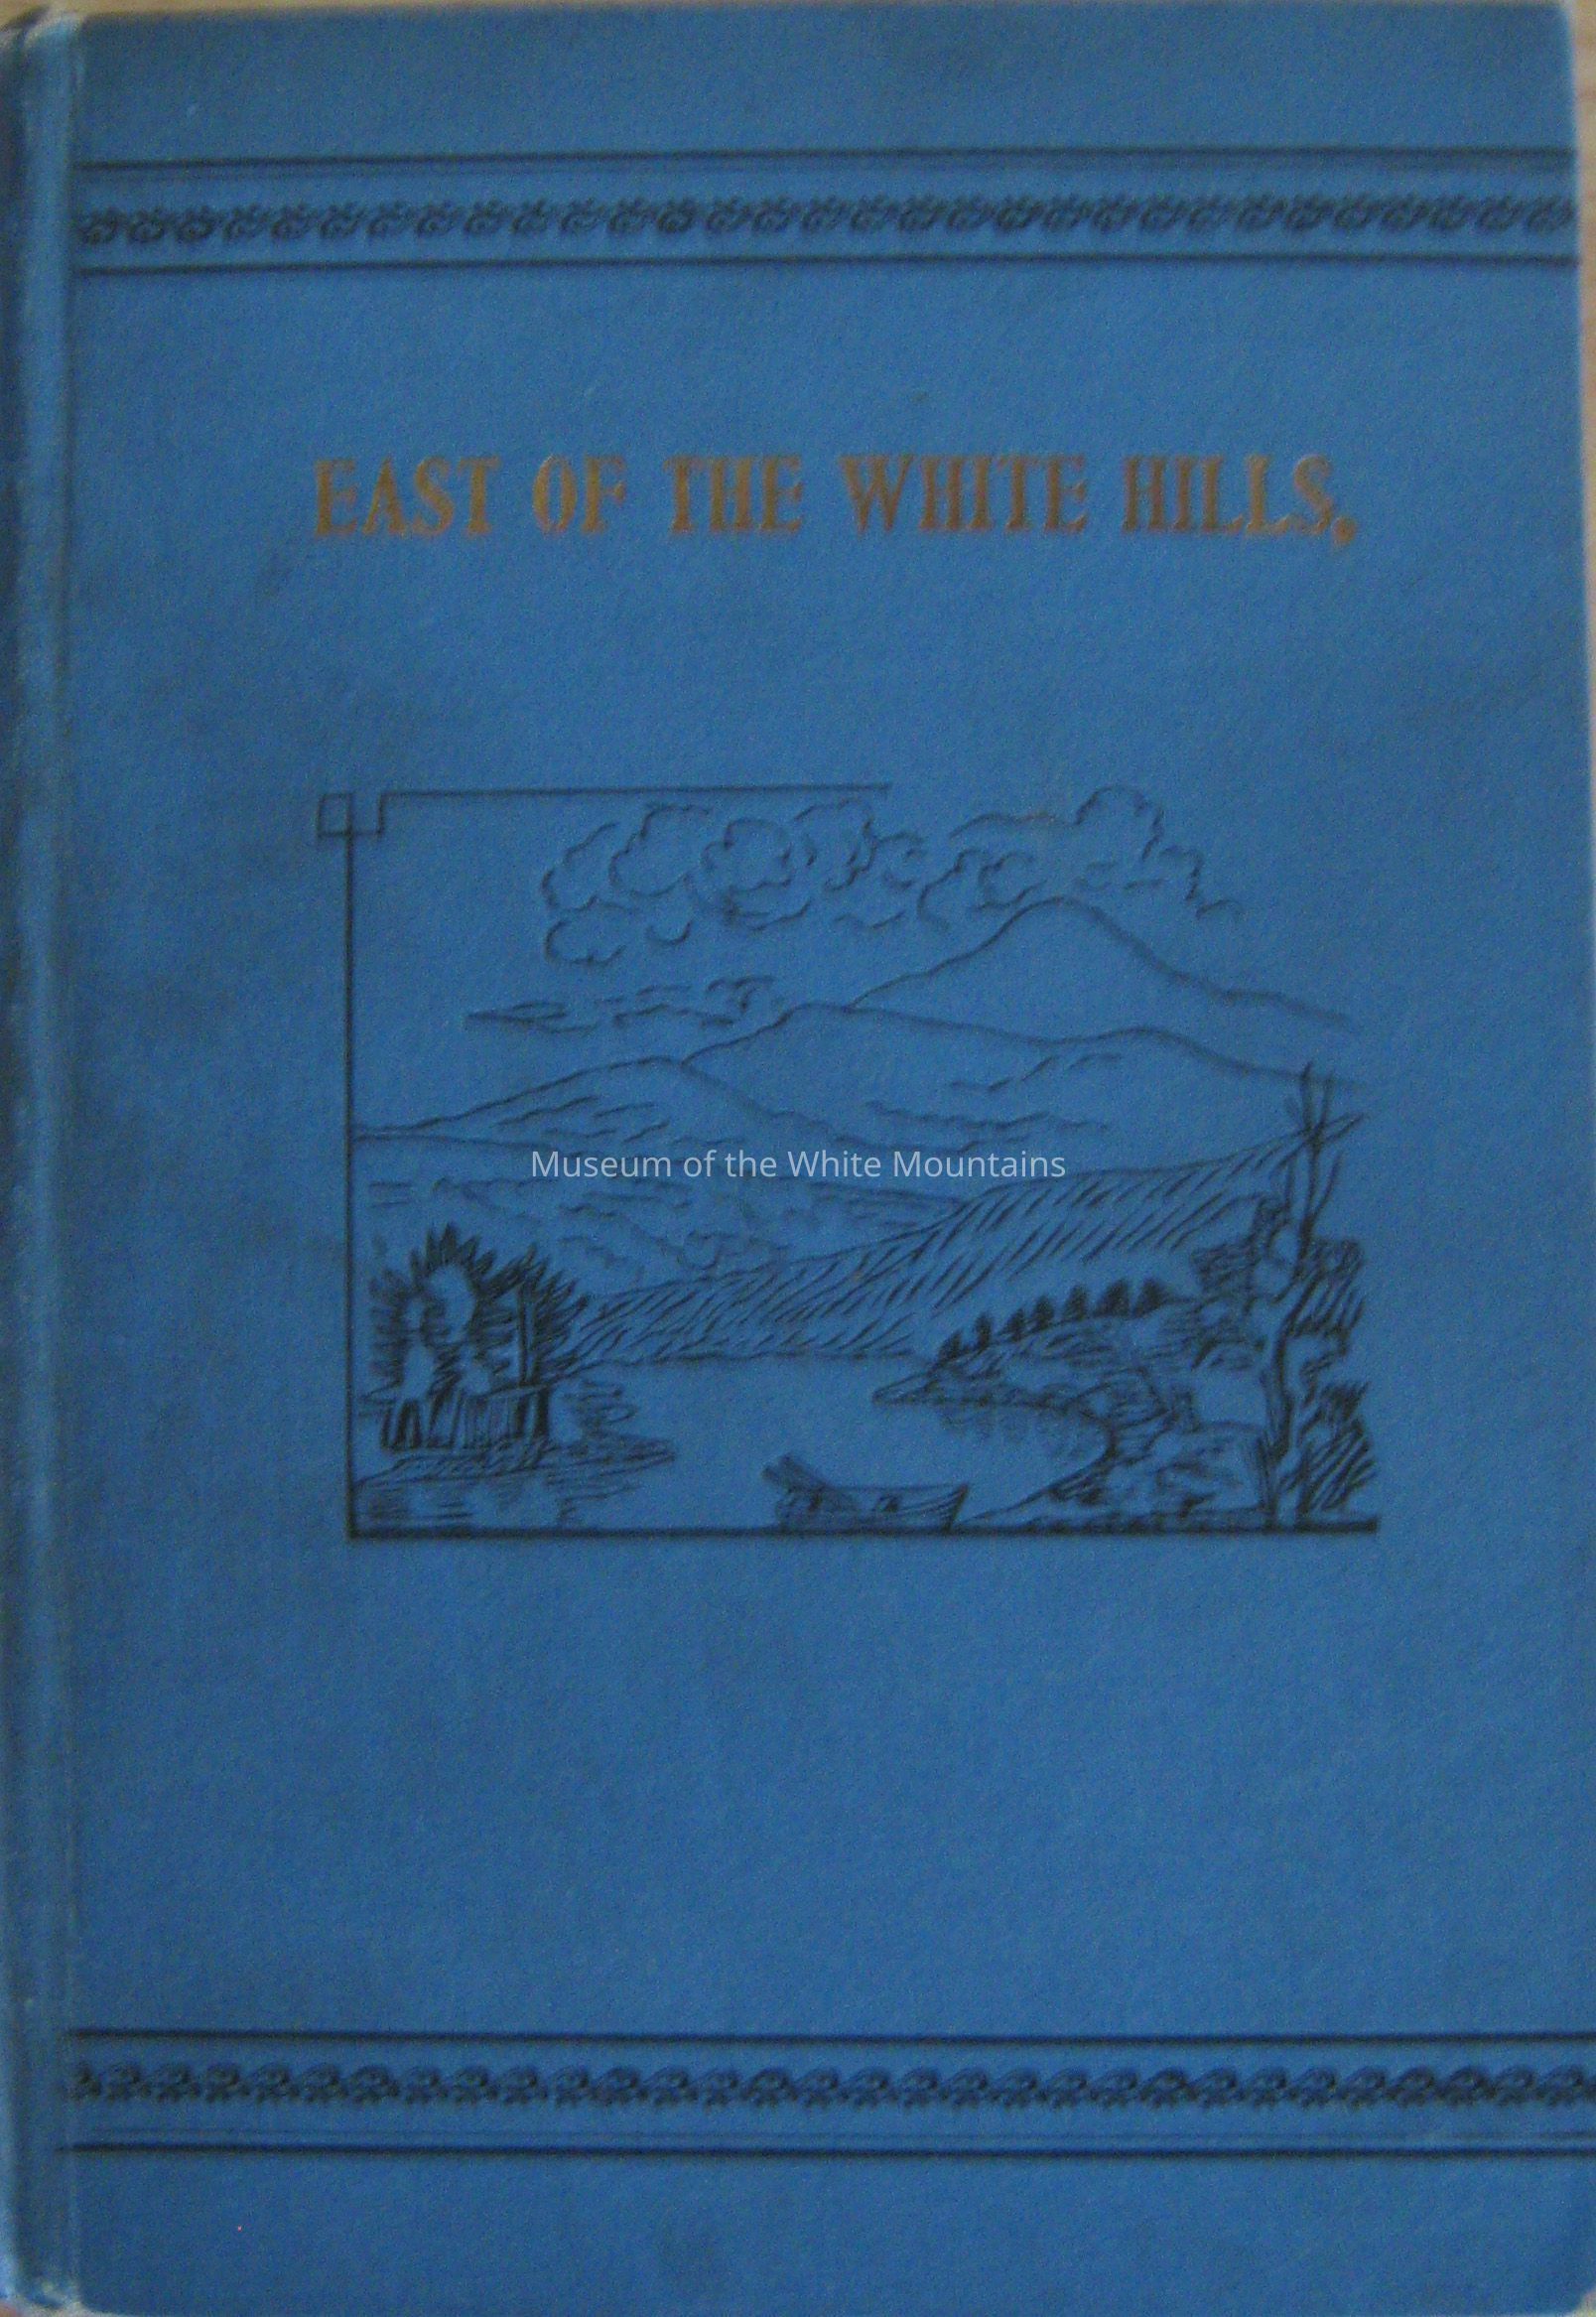 EAST OF THE WHITE HILLS,
Museum of the White Mountains